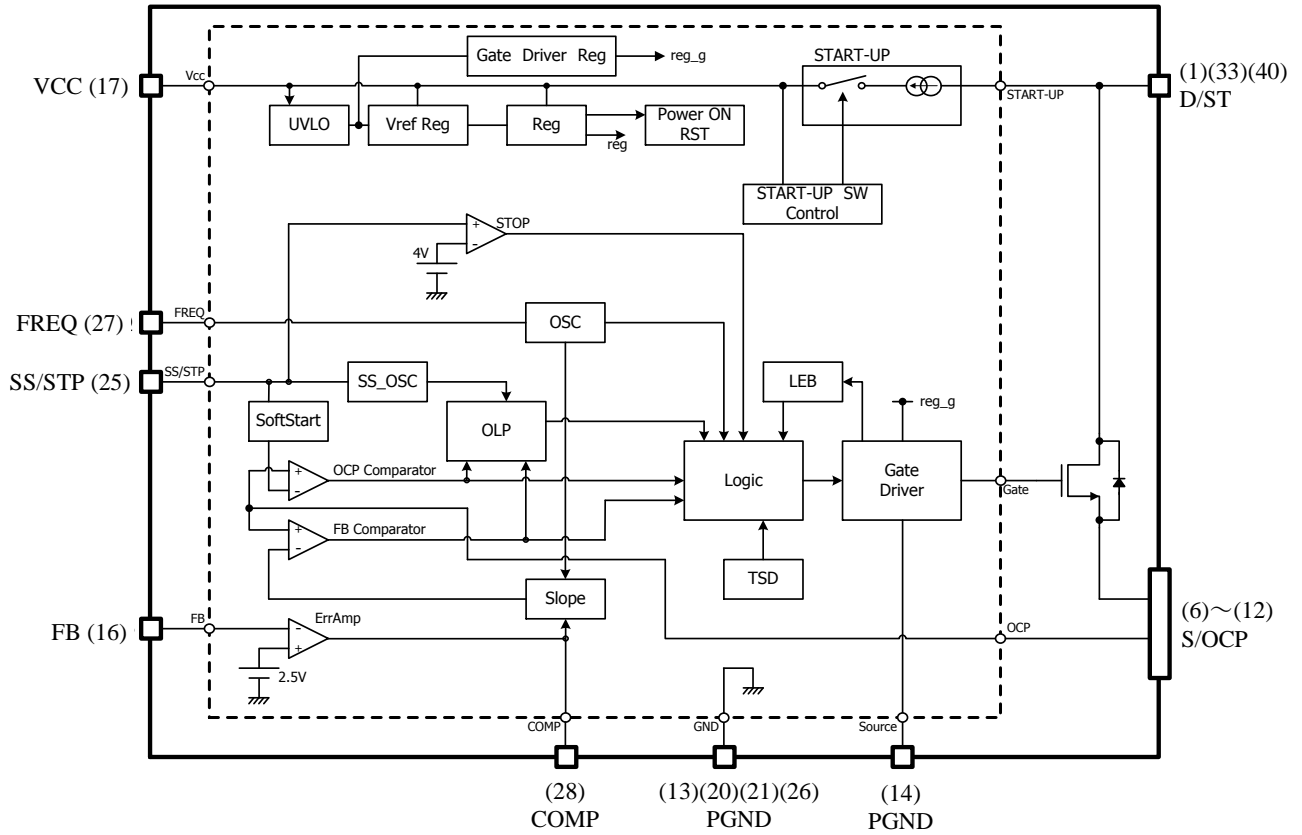 Gate Driver Reg
reg_g
START-UP
VCC (17)
Vcc
START-UP
(1)(33)(40)
D/ST
UVLO
Vref Reg
Reg
reg
Power ON
RST
START-UP SW
Control
STOP
+
-
4V
FREQ (27)
FREQ
OSC
SS/STP (25)
SS/STP
SS_OSC
LEB
reg_g
SoftStart
OLP
+
-
OCP Comparator
Logic
Gate
Driver
Gate
+
-
FB Comparator
TSD
Slope
FB (16)
FB
ErrAmp
-
+
2.5V
OCP
(6)～(12)
S/OCP
COMP
GND
Source
(28)
COMP
(13)(20)(21)(26)
PGND
(14)
PGND